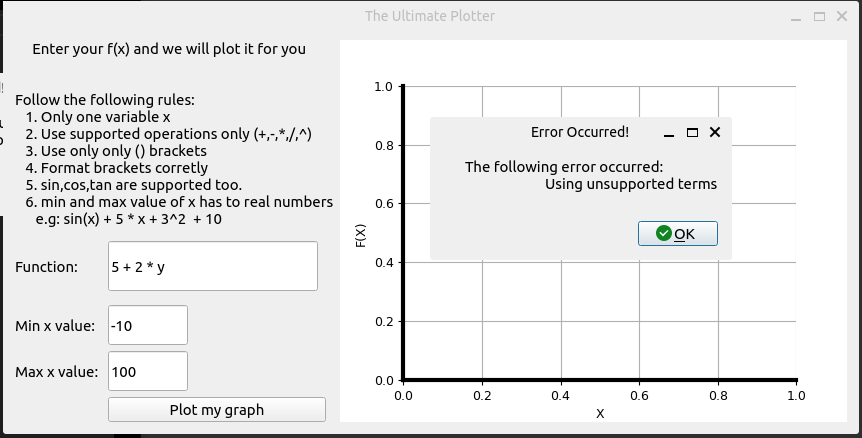 The Ultimate Plotter
Enter your f(x) and we will plot it for you
Follow the following rules:
1. Only one variable x
2. Use supported operations only (+,-,*,/,^)
3. Use only only () brackets
4. Format brackets corretly
5. sin,cos,tan are supported too.
6. min and max value of x has to real numbers
e.g: sin(x) + 5 * x + 3^2 + 10
Function:
5 + 2 * y
Min x value:
-10
Max x value:
100
Plot my graph
1.0
0.8
0.6
0.4
0.2
0.0
F(X)
0.0 0.2 0.4 0.6 0.8 1.0
X
Error Occurred!
The following error occurred:
Using unsupported terms
OK